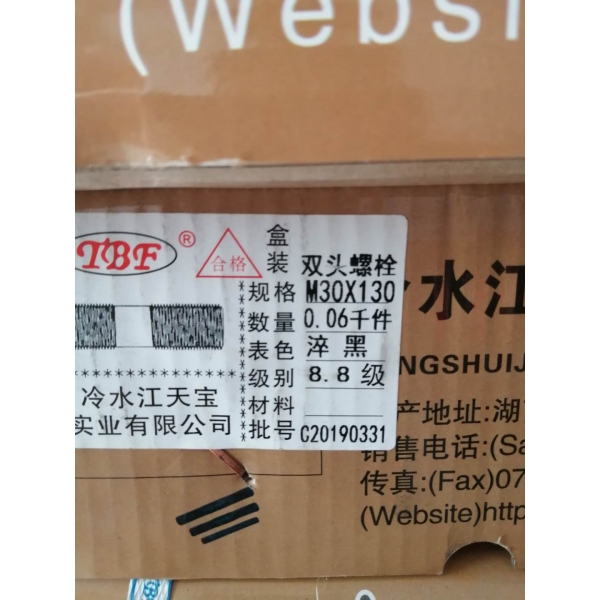 (Websi
TBF ®
合格
盒装 双头螺栓
规格 M30X130
数量 0.06千件
表色 淬 黑
级别 8.8 级
材料
批号 C20190331
********************
冷水江天宝
实业有限公司
水江
NGSHUIJ
产地址:湖
销售电话:(Sa
传真:(Fax)07
(Website)http